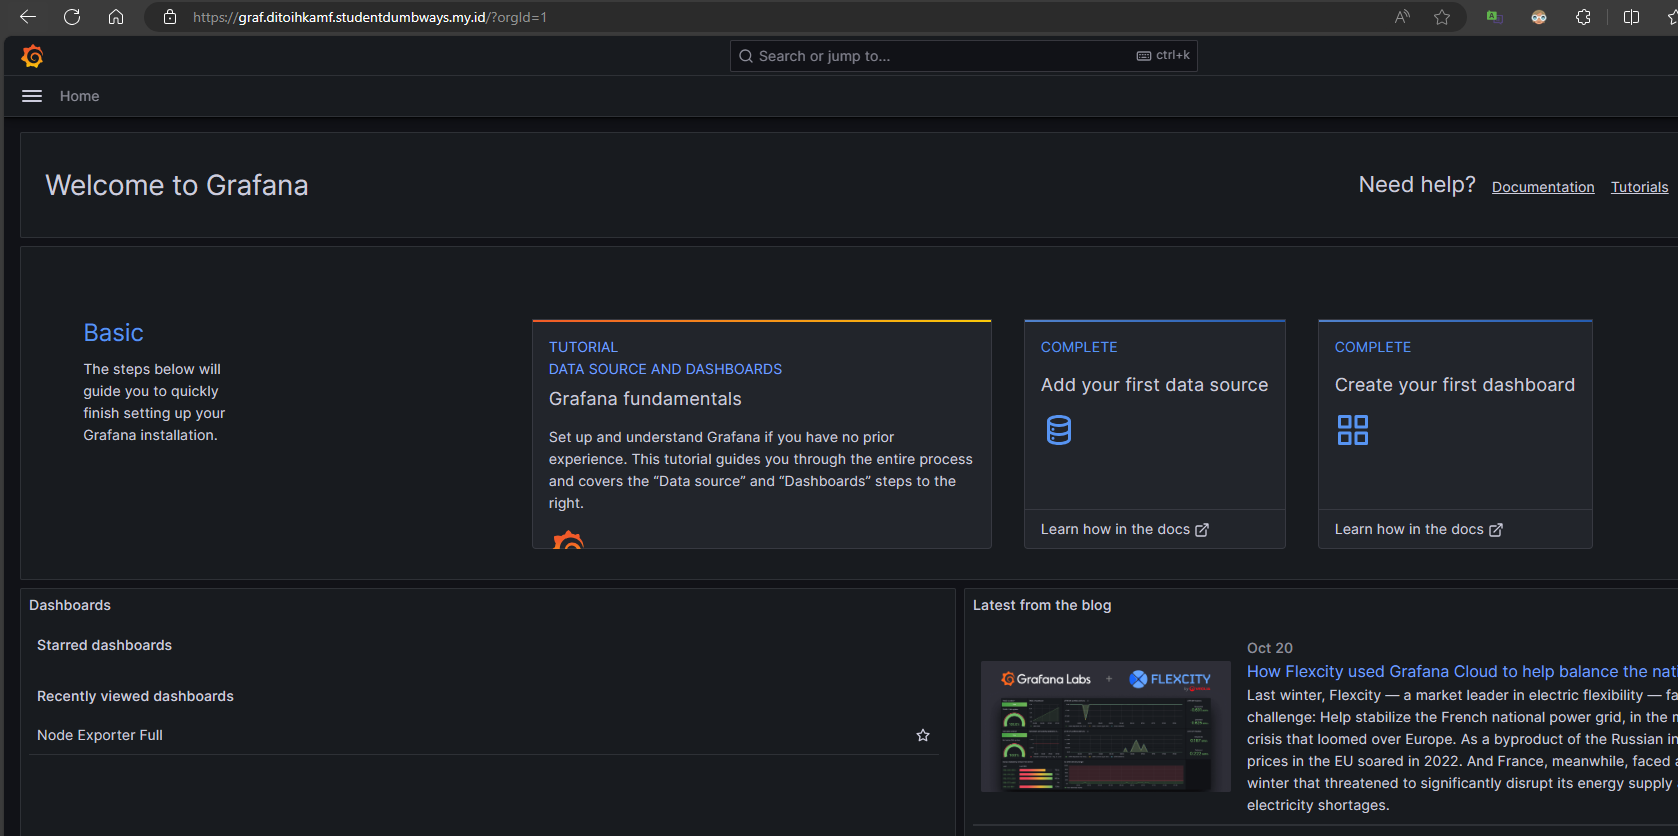 https://graf.ditoihkamf.studentdumbways.my.id/?orgId=1
Search or jump to...
ctrl+k
Home
Welcome to Grafana
Need help?
Documentation
Tutorials
Basic
The steps below will
guide you to quickly
finish setting up your
Grafana installation.
TUTORIAL
DATA SOURCE AND DASHBOARDS
Grafana fundamentals
Set up and understand Grafana if you have no prior
experience. This tutorial guides you through the entire process
and covers the “Data source” and “Dashboards” steps to the
right.
COMPLETE
Add your first data source
Learn how in the docs
COMPLETE
Create your first dashboard
Learn how in the docs
Dashboards
Starred dashboards
Recently viewed dashboards
Node Exporter Full
Latest from the blog
Grafana Labs + FLEXCITY
Oct 20
How Flexcity used Grafana Cloud to help balance the nati
Last winter, Flexcity — a market leader in electric flexibility — fa
challenge: Help stabilize the French national power grid, in the m
crisis that loomed over Europe. As a byproduct of the Russian in
prices in the EU soared in 2022. And France, meanwhile, faced a
winter that threatened to significantly disrupt its energy supply
electricity shortages.